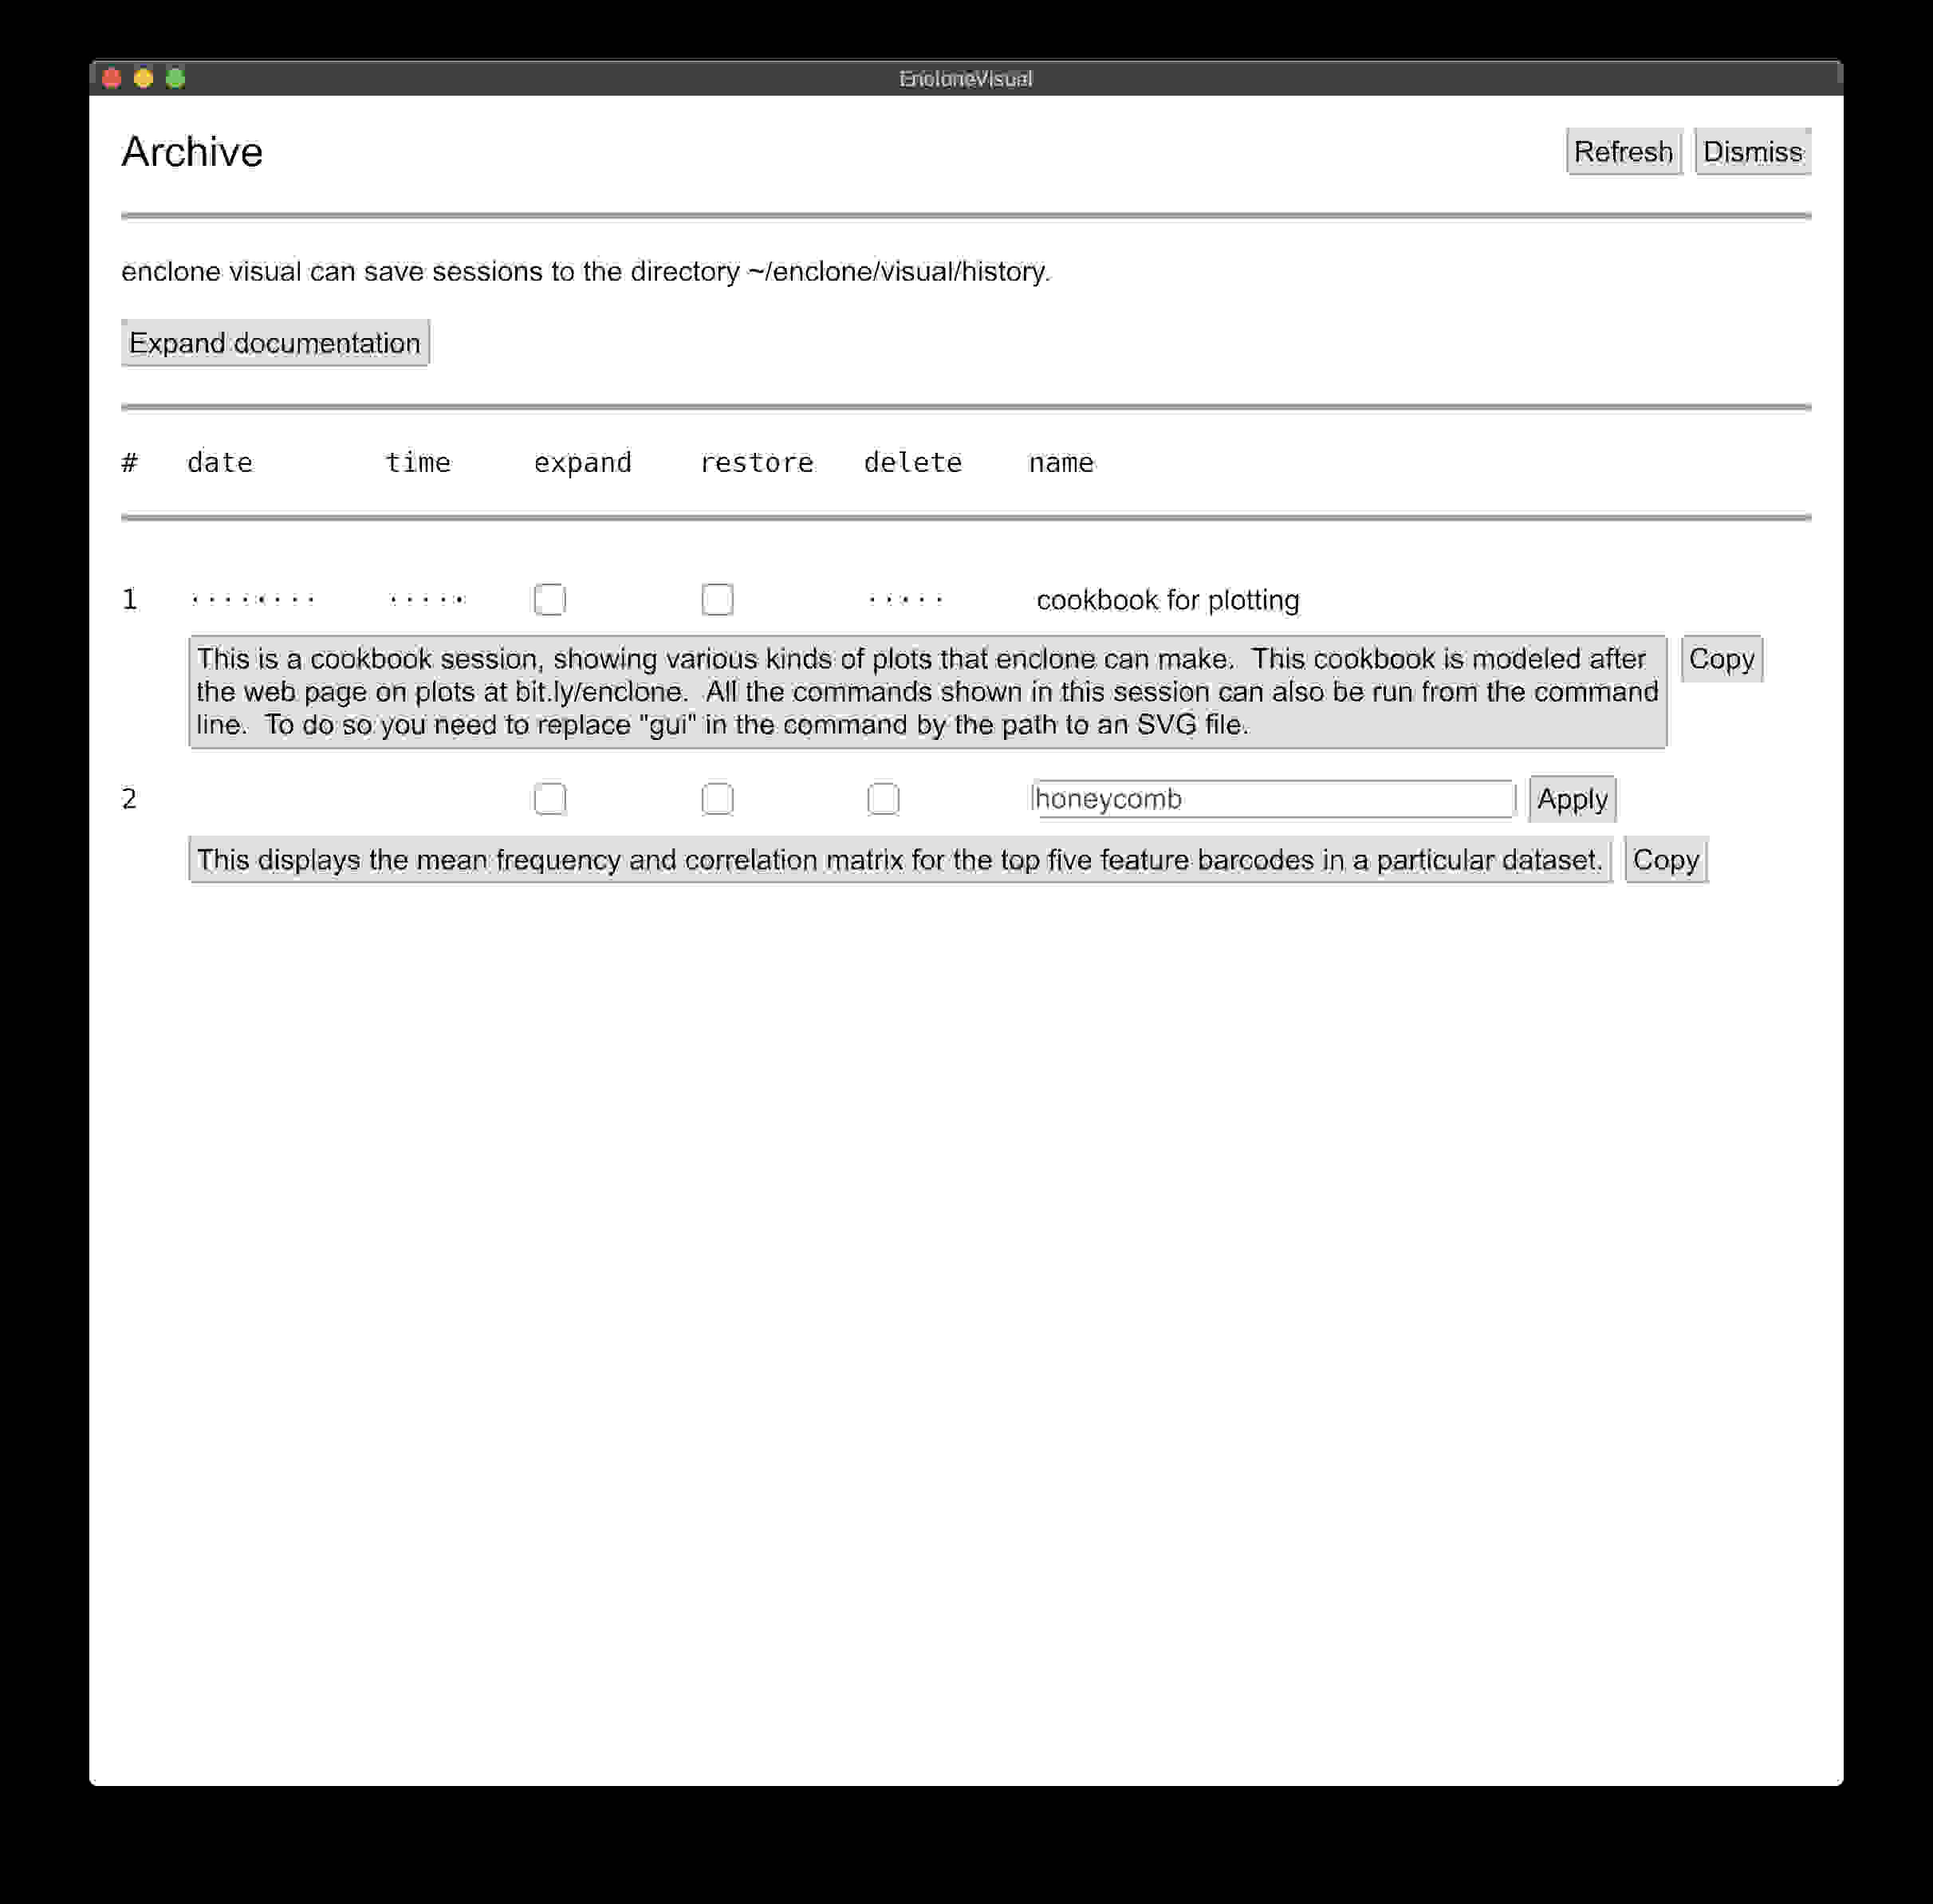 EncloneVisual
Archive Refresh Dismiss
enclone visual can save sessions to the directory ~/enclone/visual/history.
Expand documentation
# date time expand restore delete name
1 ········ ····· ····· cookbook for plotting
This is a cookbook session, showing various kinds of plots that enclone can make.  This cookbook is modeled after Copy
the web page on plots at bit.ly/enclone.  All the commands shown in this session can also be run from the command
line.  To do so you need to replace "gui" in the command by the path to an SVG file.
2 honeycomb Apply
This displays the mean frequency and correlation matrix for the top five feature barcodes in a particular dataset. Copy